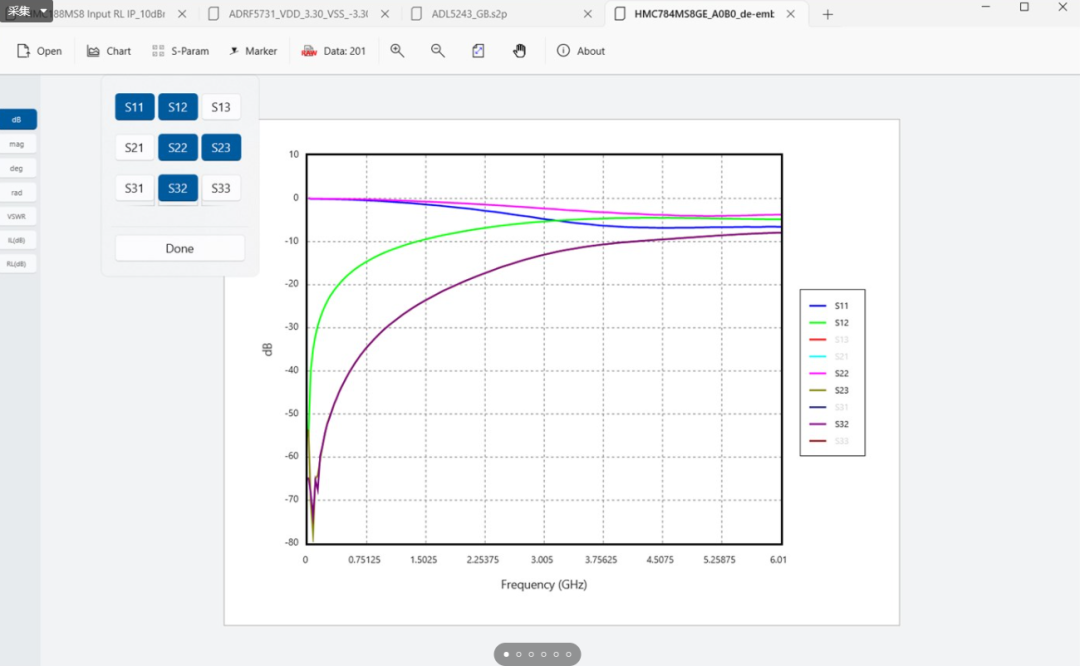 采集
188MS8 Input RL IP_10dBr
ADRF5731_VDD_3.30_VSS_-3.30
ADL5243_GB.s2p
HMC784MS8GE_A0B0_de-emb
Open
Chart
S-Param
Marker
Data: 201
About
dB
mag
deg
rad
VSWR
IL(dB)
RL(dB)
S11 S12 S13
S21 S22 S23
S31 S32 S33
Done
10
0
-10
-20
-30
-40
-50
-60
-70
-80
dB
0 0.75125 1.5025 2.25375 3.005 3.75625 4.5075 5.25875 6.01
Frequency (GHz)
S11
S12
S13
S21
S22
S23
S31
S32
S33